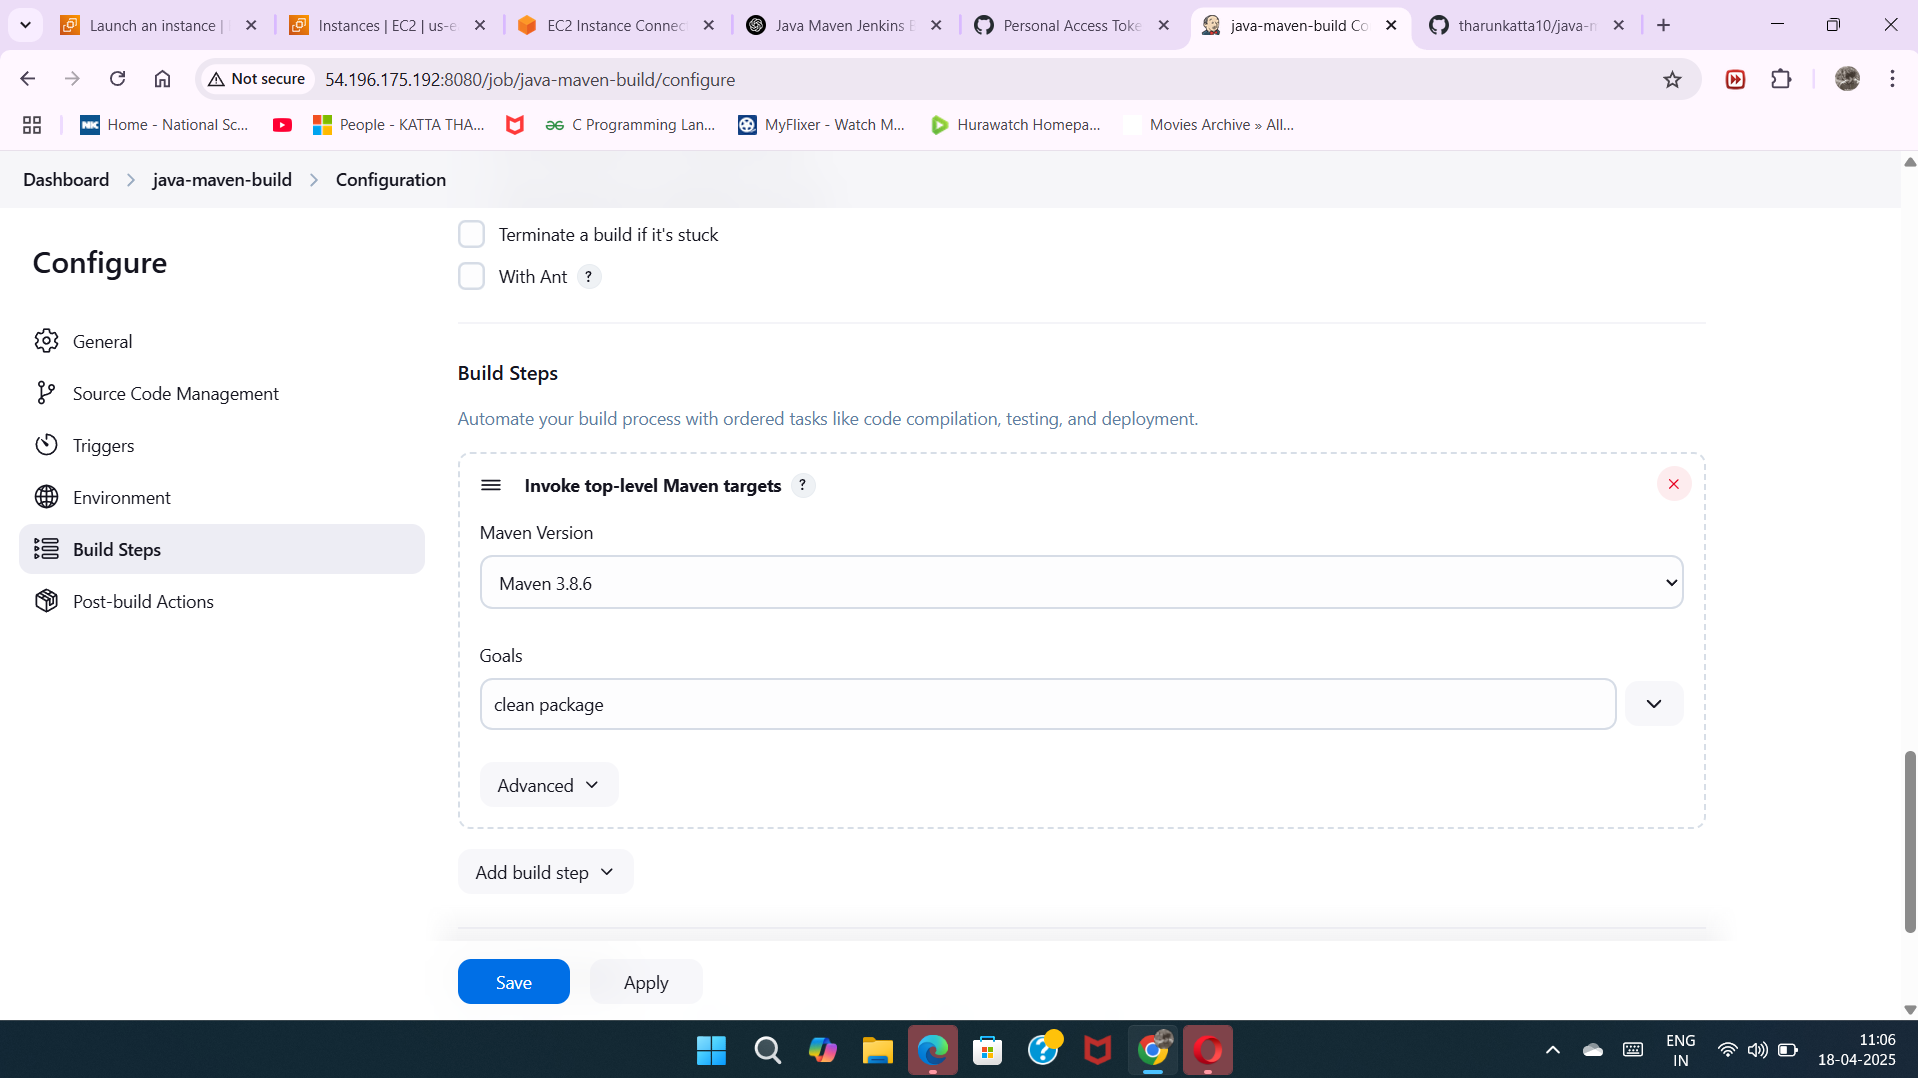 Launch an instance |
Instances | EC2 | us-e
EC2 Instance Connect
Java Maven Jenkins B
Personal Access Toke
java-maven-build Co
tharunkatta10/java-m
Not secure
54.196.175.192:8080/job/java-maven-build/configure
Home - National Sc...
People - KATTA THA...
C Programming Lan...
MyFlixer - Watch M...
Hurawatch Homepa...
Movies Archive » All...
Dashboard
java-maven-build
Configuration
Configure
General
Source Code Management
Triggers
Environment
Build Steps
Post-build Actions
Terminate a build if it's stuck
With Ant ?
Build Steps
Automate your build process with ordered tasks like code compilation, testing, and deployment.
Invoke top-level Maven targets ?
Maven Version
Maven 3.8.6
Goals
clean package
Advanced
Add build step
Save
Apply
ENG
IN
11:06
18-04-2025